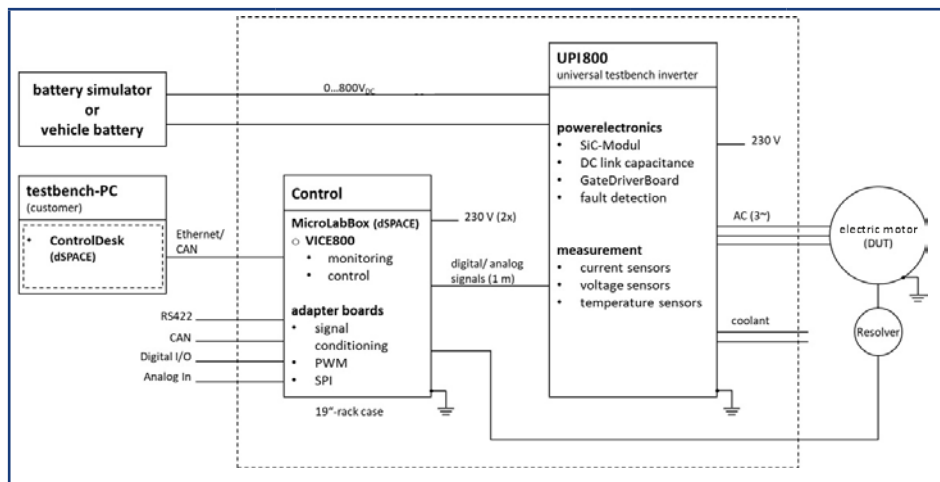 battery simulator
or
vehicle battery
0...800V_DC
UPI800
universal testbench inverter
powerelectronics
• SiC-Modul
• DC link capacitance
• GateDriverBoard
• fault detection
measurement
• current sensors
• voltage sensors
• temperature sensors
230 V
AC (3~)
coolant
electric motor
(DUT)
Resolver
testbench-PC
(customer)
• ControlDesk
(dSPACE)
Ethernet/
CAN
Control
MicroLabBox (dSPACE)
○ VICE800
• monitoring
• control
adapter boards
• signal
conditioning
• PWM
• SPI
19“-rack case
230 V (2x)
digital/ analog
signals (1 m)
RS422
CAN
Digital I/O
Analog In